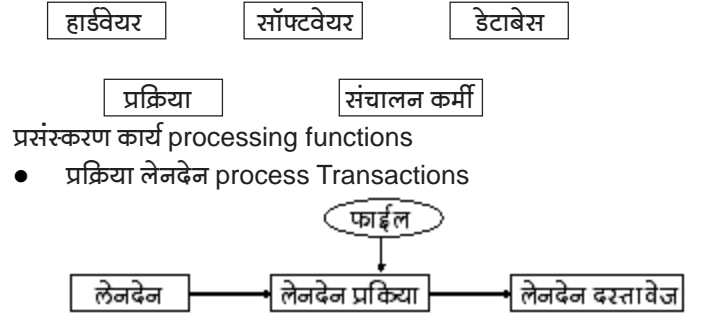 हार्डवेयर सॉफ्टवेयर डेटाबेस
प्रक्रिया संचालन कर्मी
प्रसंस्करण कार्य processing functions
● प्रक्रिया लेनदेन process Transactions
फाईल
लेनदेन लेनदेन प्रकिया लेनदेन दस्तावेज